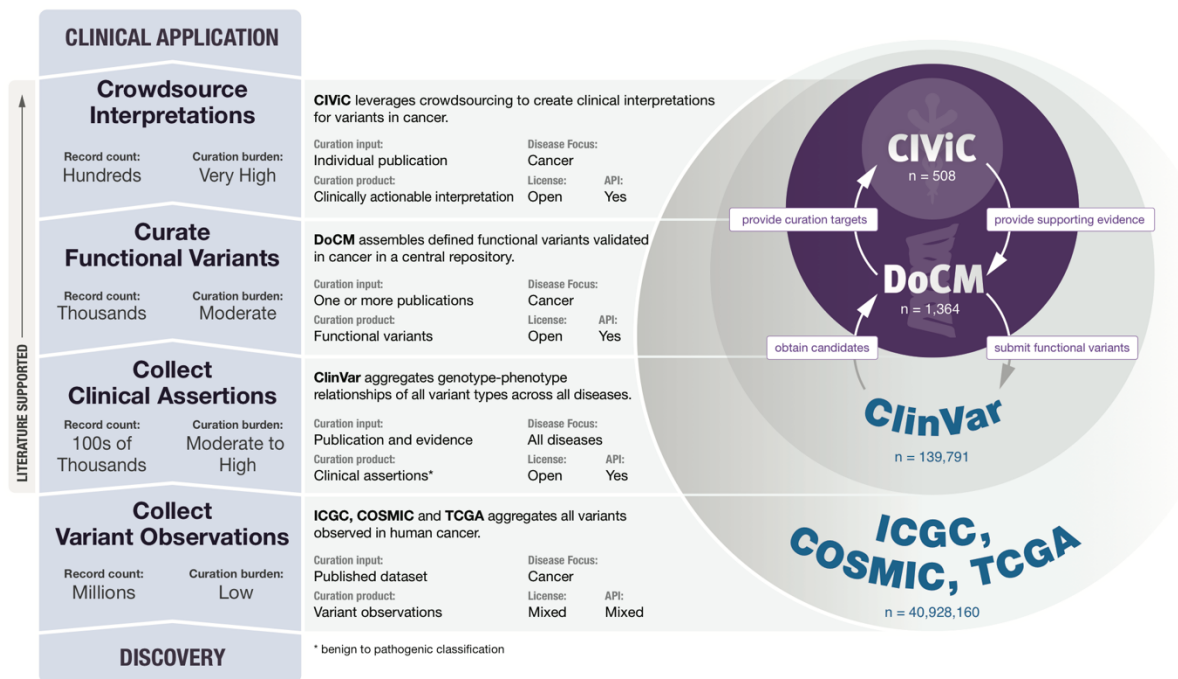 CLINICAL APPLICATION
LITERATURE SUPPORTED
Crowdsource
Interpretations
Record count:
Hundreds
Curation burden:
Very High
CIViC leverages crowdsourcing to create clinical interpretations
for variants in cancer.
Curation input:
Individual publication
Disease Focus:
Cancer
Curation product:
Clinically actionable interpretation
License:
Open
API:
Yes
Curate
Functional Variants
Record count:
Thousands
Curation burden:
Moderate
DoCM assembles defined functional variants validated
in cancer in a central repository.
Curation input:
One or more publications
Disease Focus:
Cancer
Curation product:
Functional variants
License:
Open
API:
Yes
Collect
Clinical Assertions
Record count:
100s of
Thousands
Curation burden:
Moderate to
High
ClinVar aggregates genotype-phenotype
relationships of all variant types across all diseases.
Curation input:
Publication and evidence
Disease Focus:
All diseases
Curation product:
Clinical assertions*
License:
Open
API:
Yes
Collect
Variant Observations
Record count:
Millions
Curation burden:
Low
ICGC, COSMIC and TCGA aggregates all variants
observed in human cancer.
Curation input:
Published dataset
Disease Focus:
Cancer
Curation product:
Variant observations
License:
Mixed
API:
Mixed
DISCOVERY
* benign to pathogenic classification
CIViC
n = 508
provide curation targets
provide supporting evidence
DoCM
n = 1,364
obtain candidates
submit functional variants
ClinVar
n = 139,791
ICGC,
COSMIC, TCGA
n = 40,928,160